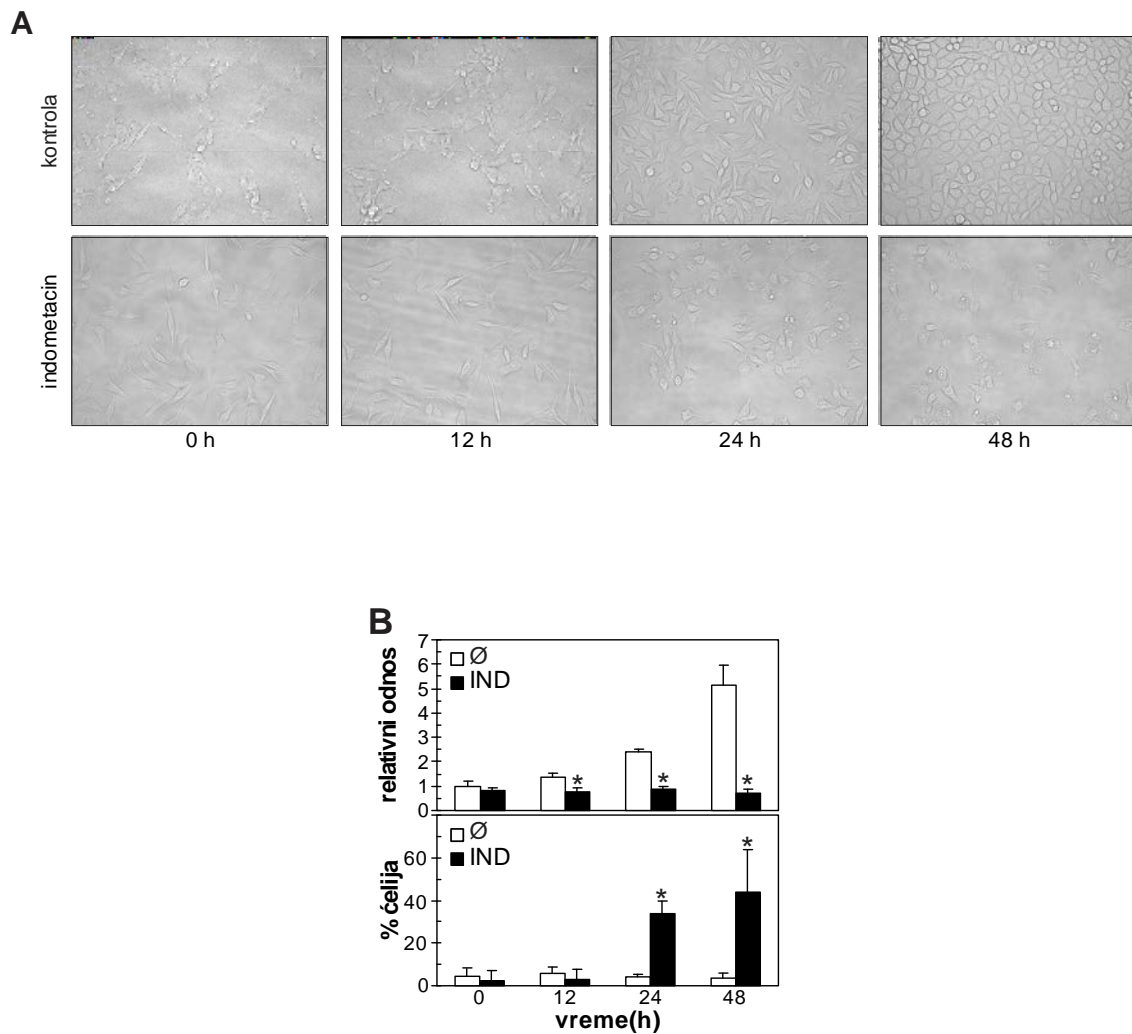 A
kontrola
indometacin
0 h
12 h
24 h
48 h
B
relativni odnos
7
6
5
4
3
2
1
0
Ø
IND
*
*
*
% ćelija
60
40
20
0
Ø
IND
*
*
0
12
24
48
vreme(h)